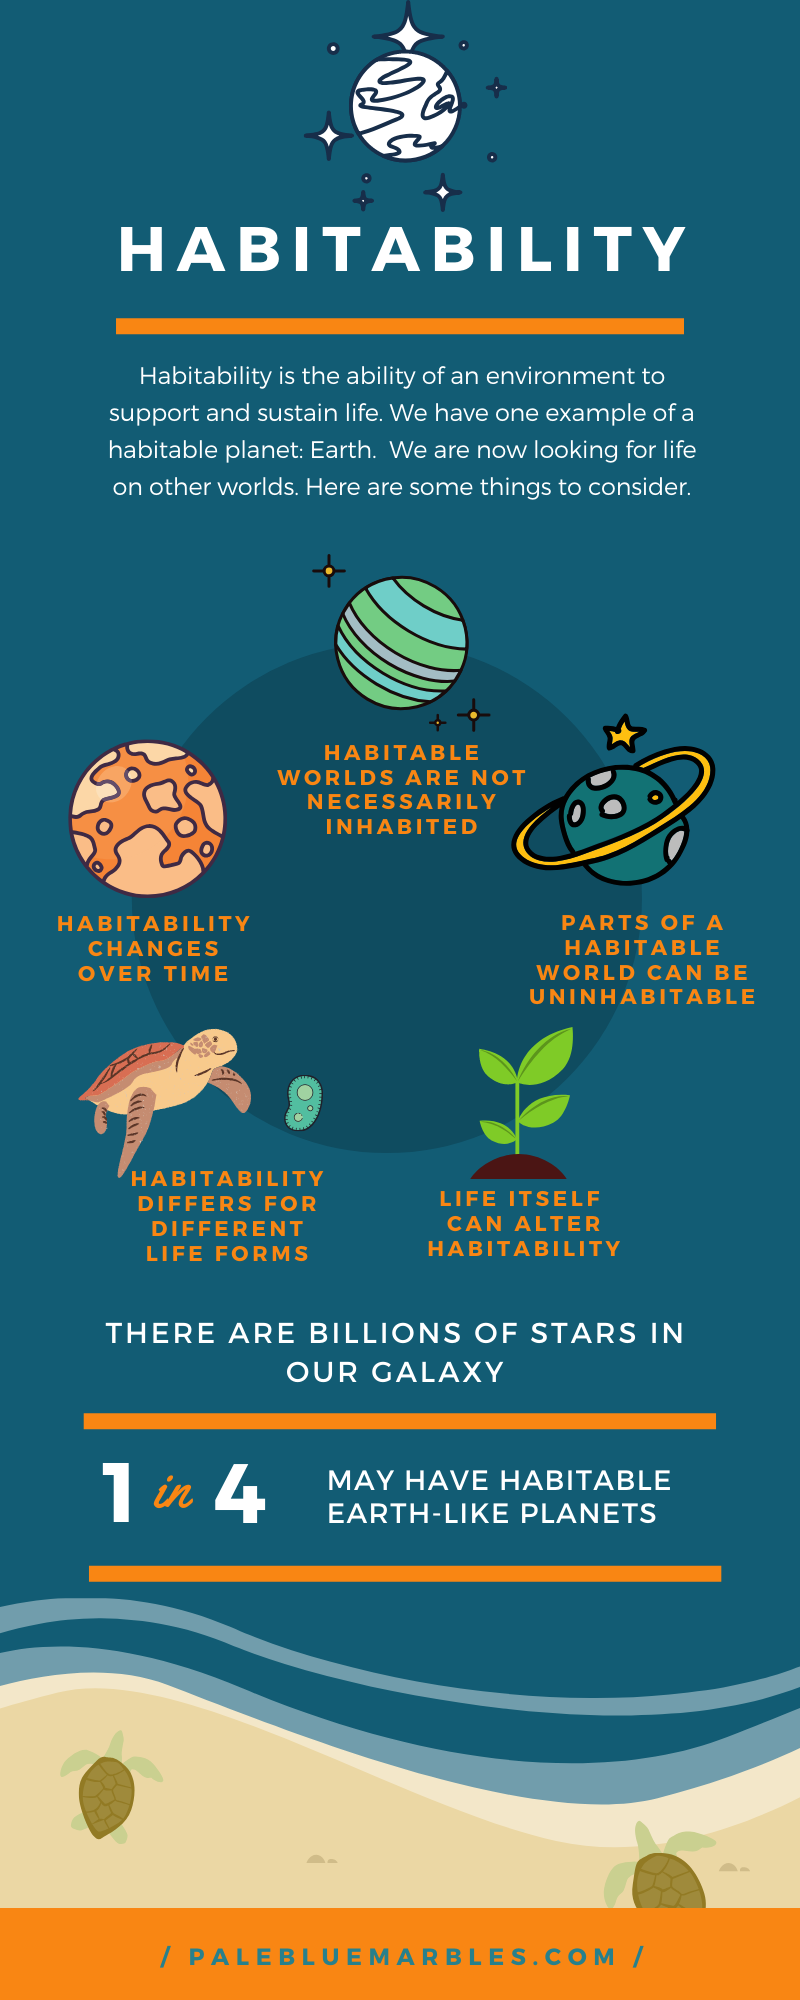 HABITABILITY
Habitability is the ability of an environment to
support and sustain life. We have one example of a
habitable planet: Earth.  We are now looking for life
on other worlds. Here are some things to consider.
HABITABLE
WORLDS ARE NOT
NECESSARILY
INHABITED
HABITABILITY
CHANGES
OVER TIME
PARTS OF A
HABITABLE
WORLD CAN BE
UNINHABITABLE
HABITABILITY
DIFFERS FOR
DIFFERENT
LIFE FORMS
LIFE ITSELF
CAN ALTER
HABITABILITY
THERE ARE BILLIONS OF STARS IN
OUR GALAXY
1 in 4
MAY HAVE HABITABLE
EARTH-LIKE PLANETS
/ PALEBLUEMARBLES.COM /